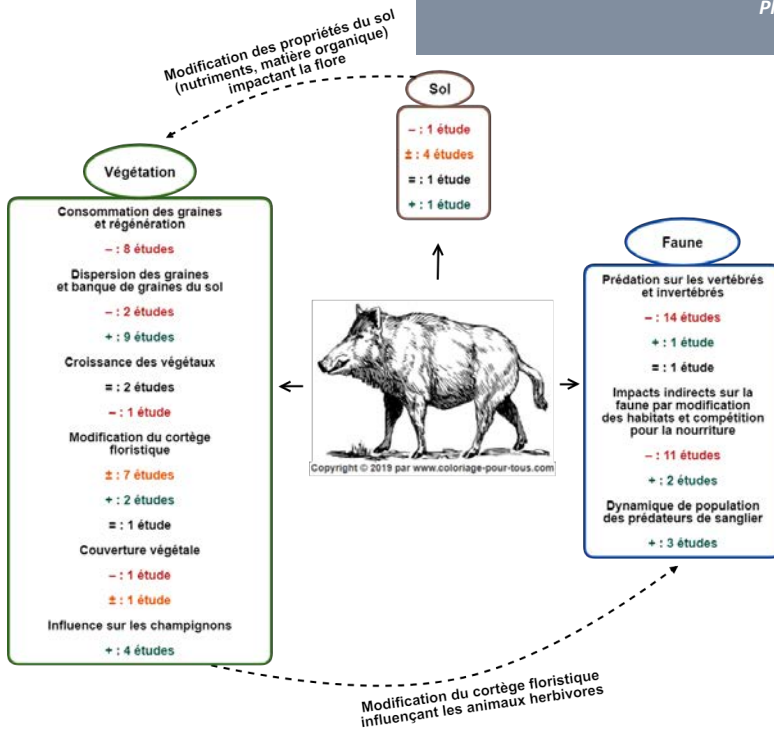 Pl
Modification des propriétés du sol
(nutriments, matière organique)
impactant la flore
Sol
– : 1 étude
± : 4 études
= : 1 étude
+ : 1 étude
Végétation
Consommation des graines
et régénération
– : 8 études
Dispersion des graines
et banque de graines du sol
– : 2 études
+ : 9 études
Croissance des végétaux
= : 2 études
– : 1 étude
Modification du cortège
floristique
± : 7 études
+ : 2 études
= : 1 étude
Couverture végétale
– : 1 étude
± : 1 étude
Influence sur les champignons
+ : 4 études
Copyright © 2019 par www.coloriage-pour-tous.com
Faune
Prédation sur les vertébrés
et invertébrés
– : 14 études
+ : 1 étude
= : 1 étude
Impacts indirects sur la
faune par modification
des habitats et compétition
pour la nourriture
– : 11 études
+ : 2 études
Dynamique de population
des prédateurs de sanglier
+ : 3 études
Modification du cortège floristique
influençant les animaux herbivores